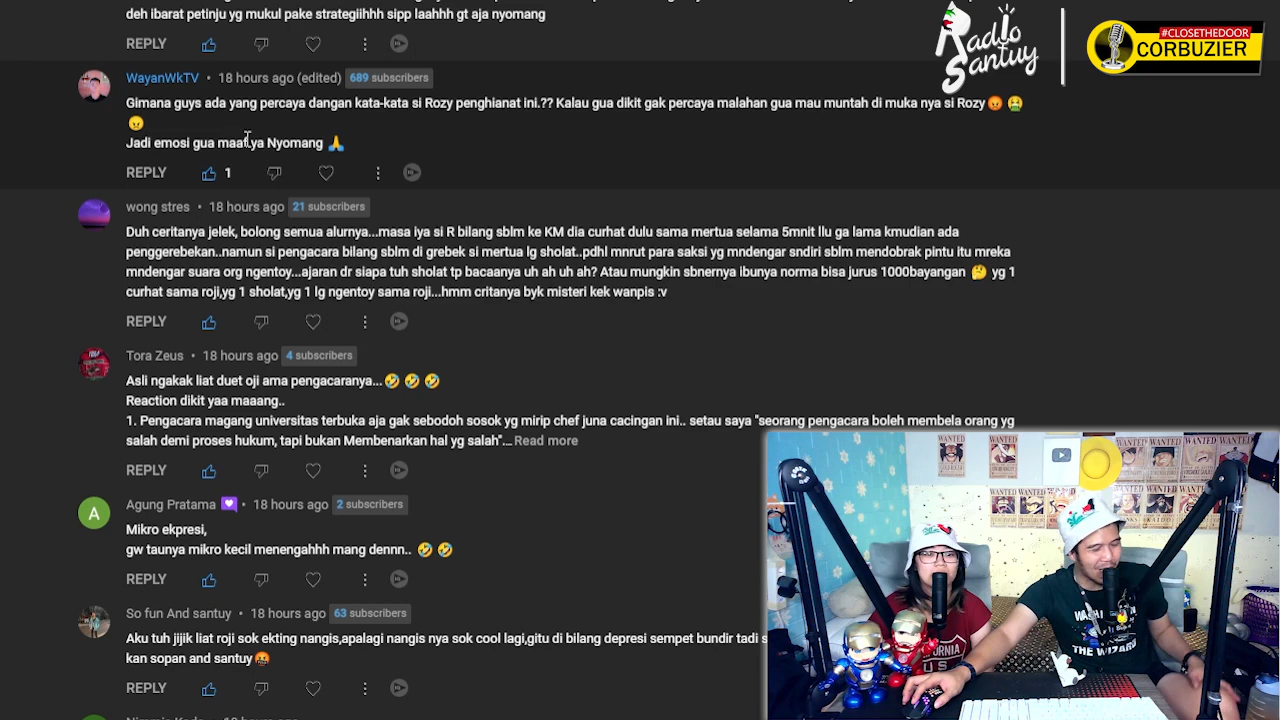 deh ibarat petinju yg mukul pake strategiihhh sipp laahhh gt aja nyomang
REPLY
Radio Santuy
#CLOSETHEDOOR
CORBUZIER
WayanWkTV • 18 hours ago (edited) 689 subscribers
Gimana guys ada yang percaya dangan kata-kata si Rozy penghianat ini.?? Kalau gua dikit gak percaya malahan gua mau muntah di muka nya si Rozy😡 🤮
😠
Jadi emosi gua maat ya Nyomang 🙏
REPLY 1
wong stres • 18 hours ago 21 subscribers
Duh ceritanya jelek, bolong semua alurnya...masa iya si R bilang sblm ke KM dia curhat dulu sama mertua selama 5mnit llu ga lama kmudian ada
penggerebekan..namun si pengacara bilang sblm di grebek si mertua lg sholat..pdhl mnrut para saksi yg mndengar sndiri sblm mendobrak pintu itu mreka
mndengar suara org ngentoy...ajaran dr siapa tuh sholat tp bacaanya uh ah uh ah? Atau mungkin sbnernya ibunya norma bisa jurus 1000bayangan 🤔 yg 1
curhat sama roji,yg 1 sholat,yg 1 lg ngentoy sama roji...hmm critanya byk misteri kek wanpis :v
REPLY
Tora Zeus • 18 hours ago 4 subscribers
Asli ngakak liat duet oji ama pengacaranya...🤣 🤣 🤣
Reaction dikit yaa maaang..
1. Pengacara magang universitas terbuka aja gak sebodoh sosok yg mirip chef juna cacingan ini.. setau saya "seorang pengacara boleh membela orang yg
salah demi proses hukum, tapi bukan Membenarkan hal yg salah"... Read more
REPLY
A
Agung Pratama • 18 hours ago 2 subscribers
Mikro ekpresi,
gw taunya mikro kecil menengahhh mang dennn.. 🤣 🤣
REPLY
So fun And santuy • 18 hours ago 63 subscribers
Aku tuh jijik liat roji sok ekting nangis,apalagi nangis nya sok cool lagi,gitu di bilang depresi sempet bundir tadi s
kan sopan and santuy😡
REPLY
WANTED
WANTED
WANTED WANTED WANTED WANTED
WANTED WANTED
THE WIZARD